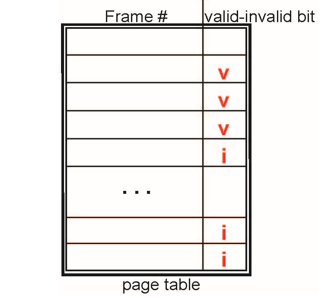 Frame # valid-invalid bit
v
v
v
i
...
i
i
page table